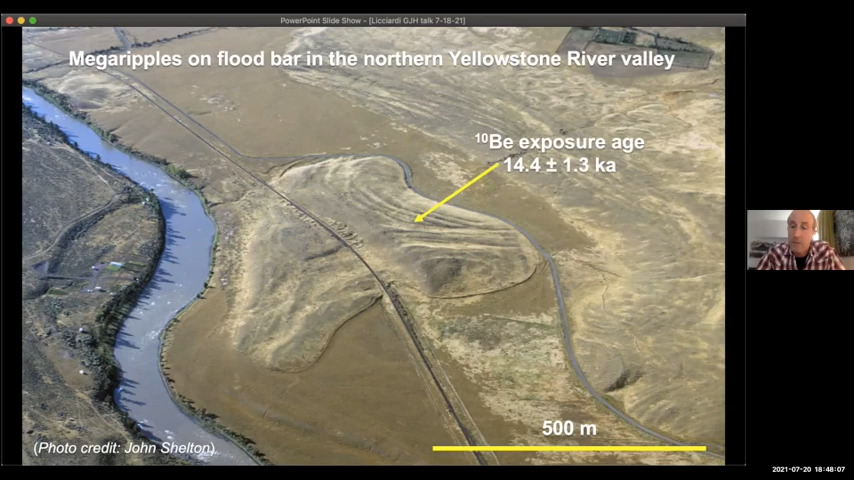 PowerPoint Slide Show - [Licciardi GJH talk 7-18-21]
Megaripples on flood bar in the northern Yellowstone River valley
¹⁰Be exposure age
14.4 ± 1.3 ka
500 m
(Photo credit: John Shelton)
2021-07-20 18:48:07